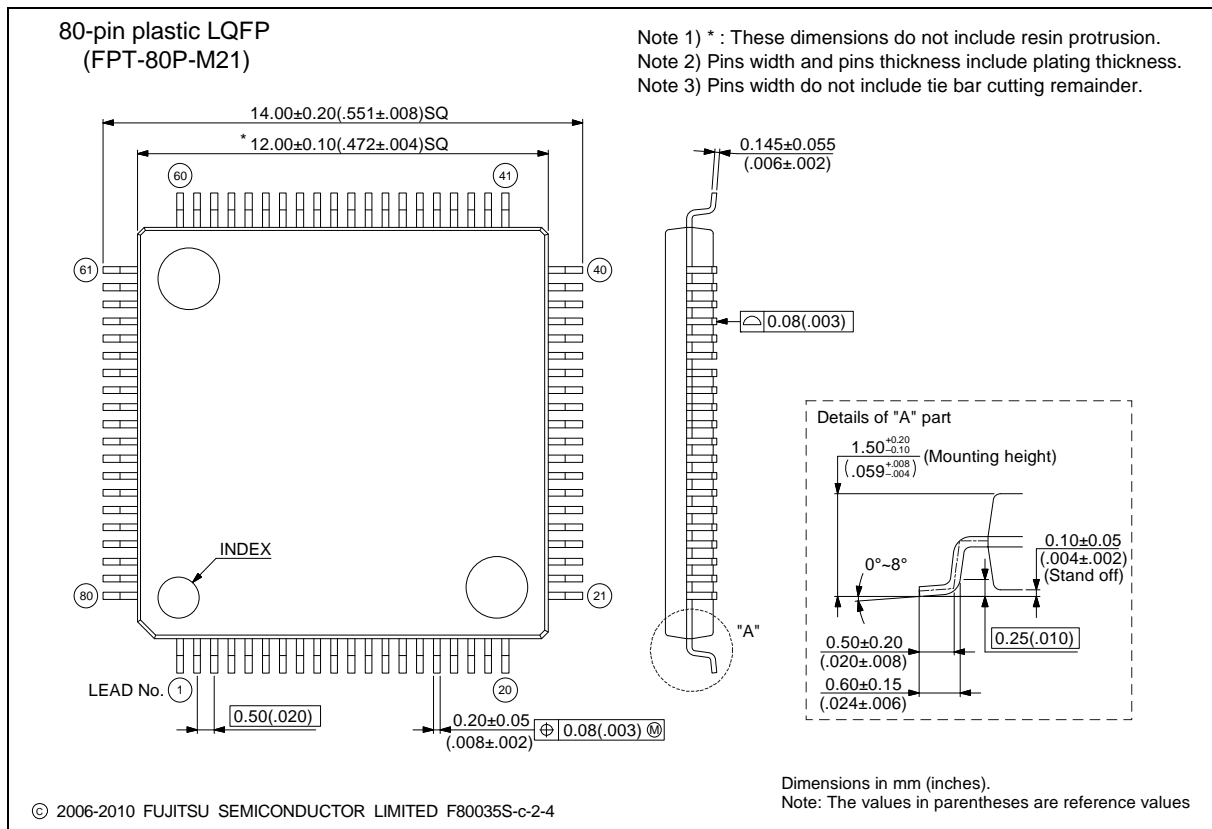 80-pin plastic LQFP
(FPT-80P-M21)
Note 1) * : These dimensions do not include resin protrusion.
Note 2) Pins width and pins thickness include plating thickness.
Note 3) Pins width do not include tie bar cutting remainder.
14.00±0.20(.551±.008)SQ
* 12.00±0.10(.472±.004)SQ
0.145±0.055
(.006±.002)
60
41
61
40
0.08(.003)
Details of "A" part
1.50 +0.20 –0.10 (Mounting height)
(.059 +.008 –.004)
0.10±0.05
(.004±.002)
(Stand off)
0°~8°
INDEX
80
21
"A"
0.25(.010)
0.50±0.20
(.020±.008)
0.60±0.15
(.024±.006)
LEAD No. 1
20
0.50(.020)
0.20±0.05
(.008±.002)
⌖ 0.08(.003) Ⓜ
Dimensions in mm (inches).
Note: The values in parentheses are reference values
© 2006-2010 FUJITSU SEMICONDUCTOR LIMITED F80035S-c-2-4